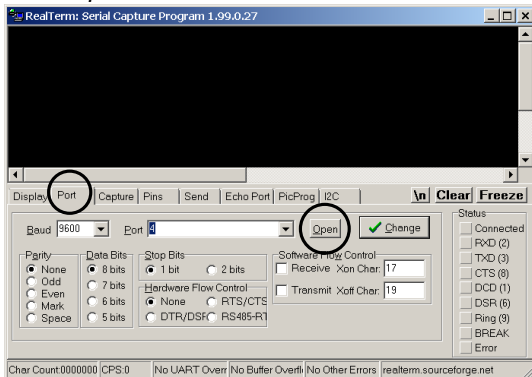 RealTerm: Serial Capture Program 1.99.0.27
Display Port Capture Pins Send Echo Port PicProg I2C \n Clear Freeze
Baud 9600 Port 4 Open Change
Status
Connected
RXD (2)
TXD (3)
CTS (8)
DCD (1)
DSR (6)
Ring (9)
BREAK
Error
Parity
None
Odd
Even
Mark
Space
Data Bits
8 bits
7 bits
6 bits
5 bits
Stop Bits
1 bit 2 bits
Hardware Flow Control
None RTS/CTS
DTR/DSR RS485-RT
Software Flow Control
Receive Xon Char: 17
Transmit Xoff Char: 19
Char Count:0000000 CPS:0 No UART Overr No Buffer Overfl No Other Errors realterm.sourceforge.net